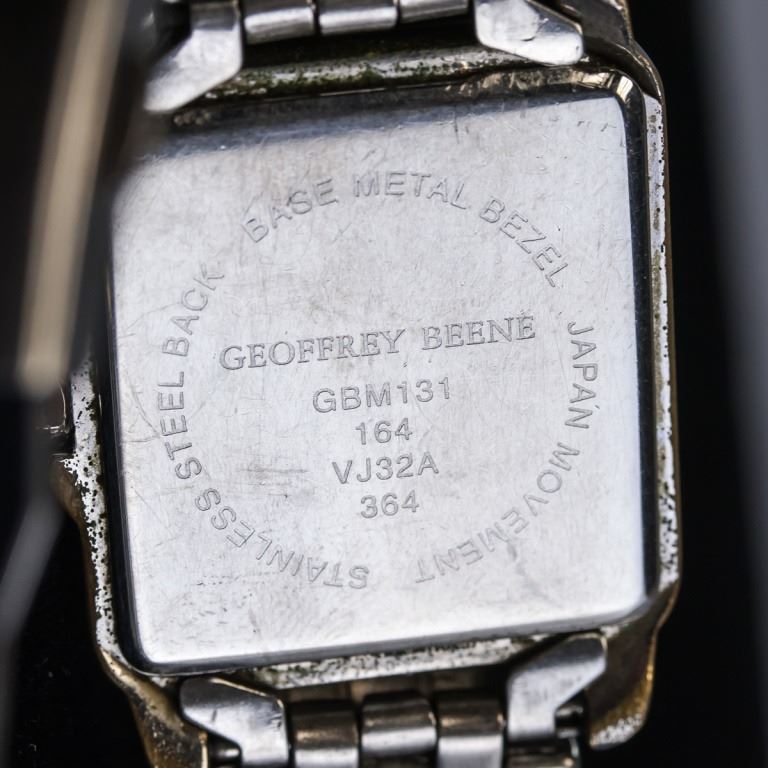 BASE METAL BEZEL
JAPAN MOVEMENT
STAINLESS STEEL BACK
GEOFFREY BEENE
GBM131
164
VJ32A
364